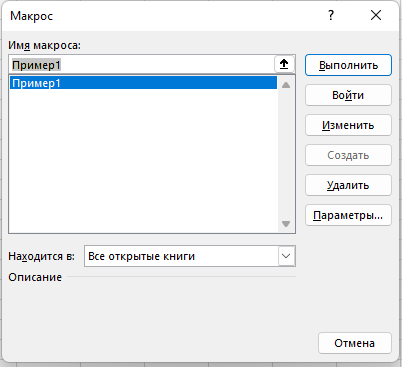 Макрос
Имя макроса:
Пример1
Пример1
Выполнить
Войти
Изменить
Создать
Удалить
Параметры...
Находится в:
Все открытые книги
Описание
Отмена